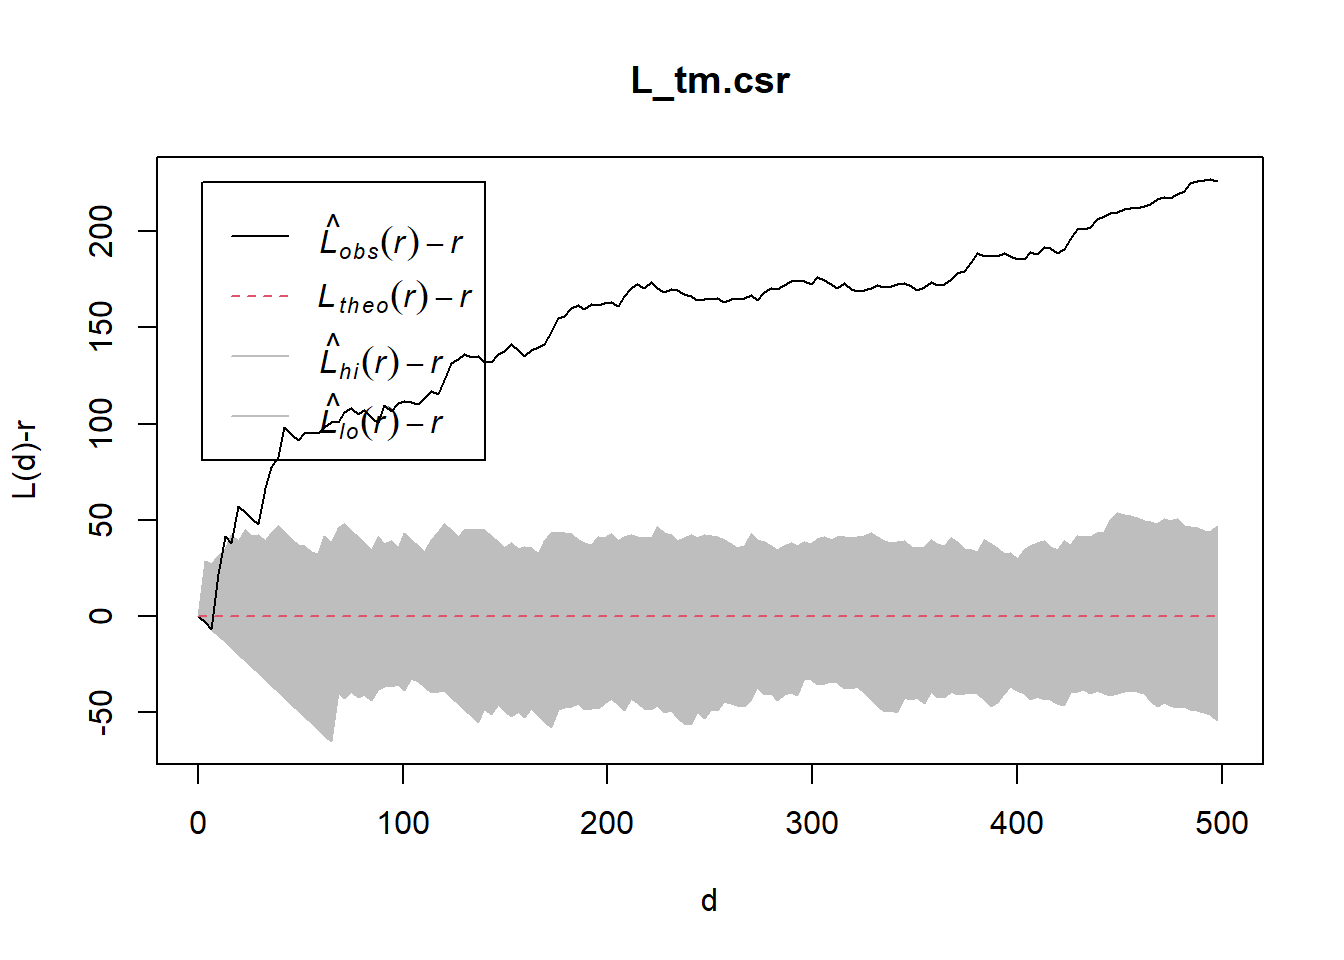 L_tm.csr
L̂obs(r) − r
Ltheo(r) − r
L̂hi(r) − r
L̂lo(r) − r
200
150
100
50
0
-50
L(d)-r
0 100 200 300 400 500
d